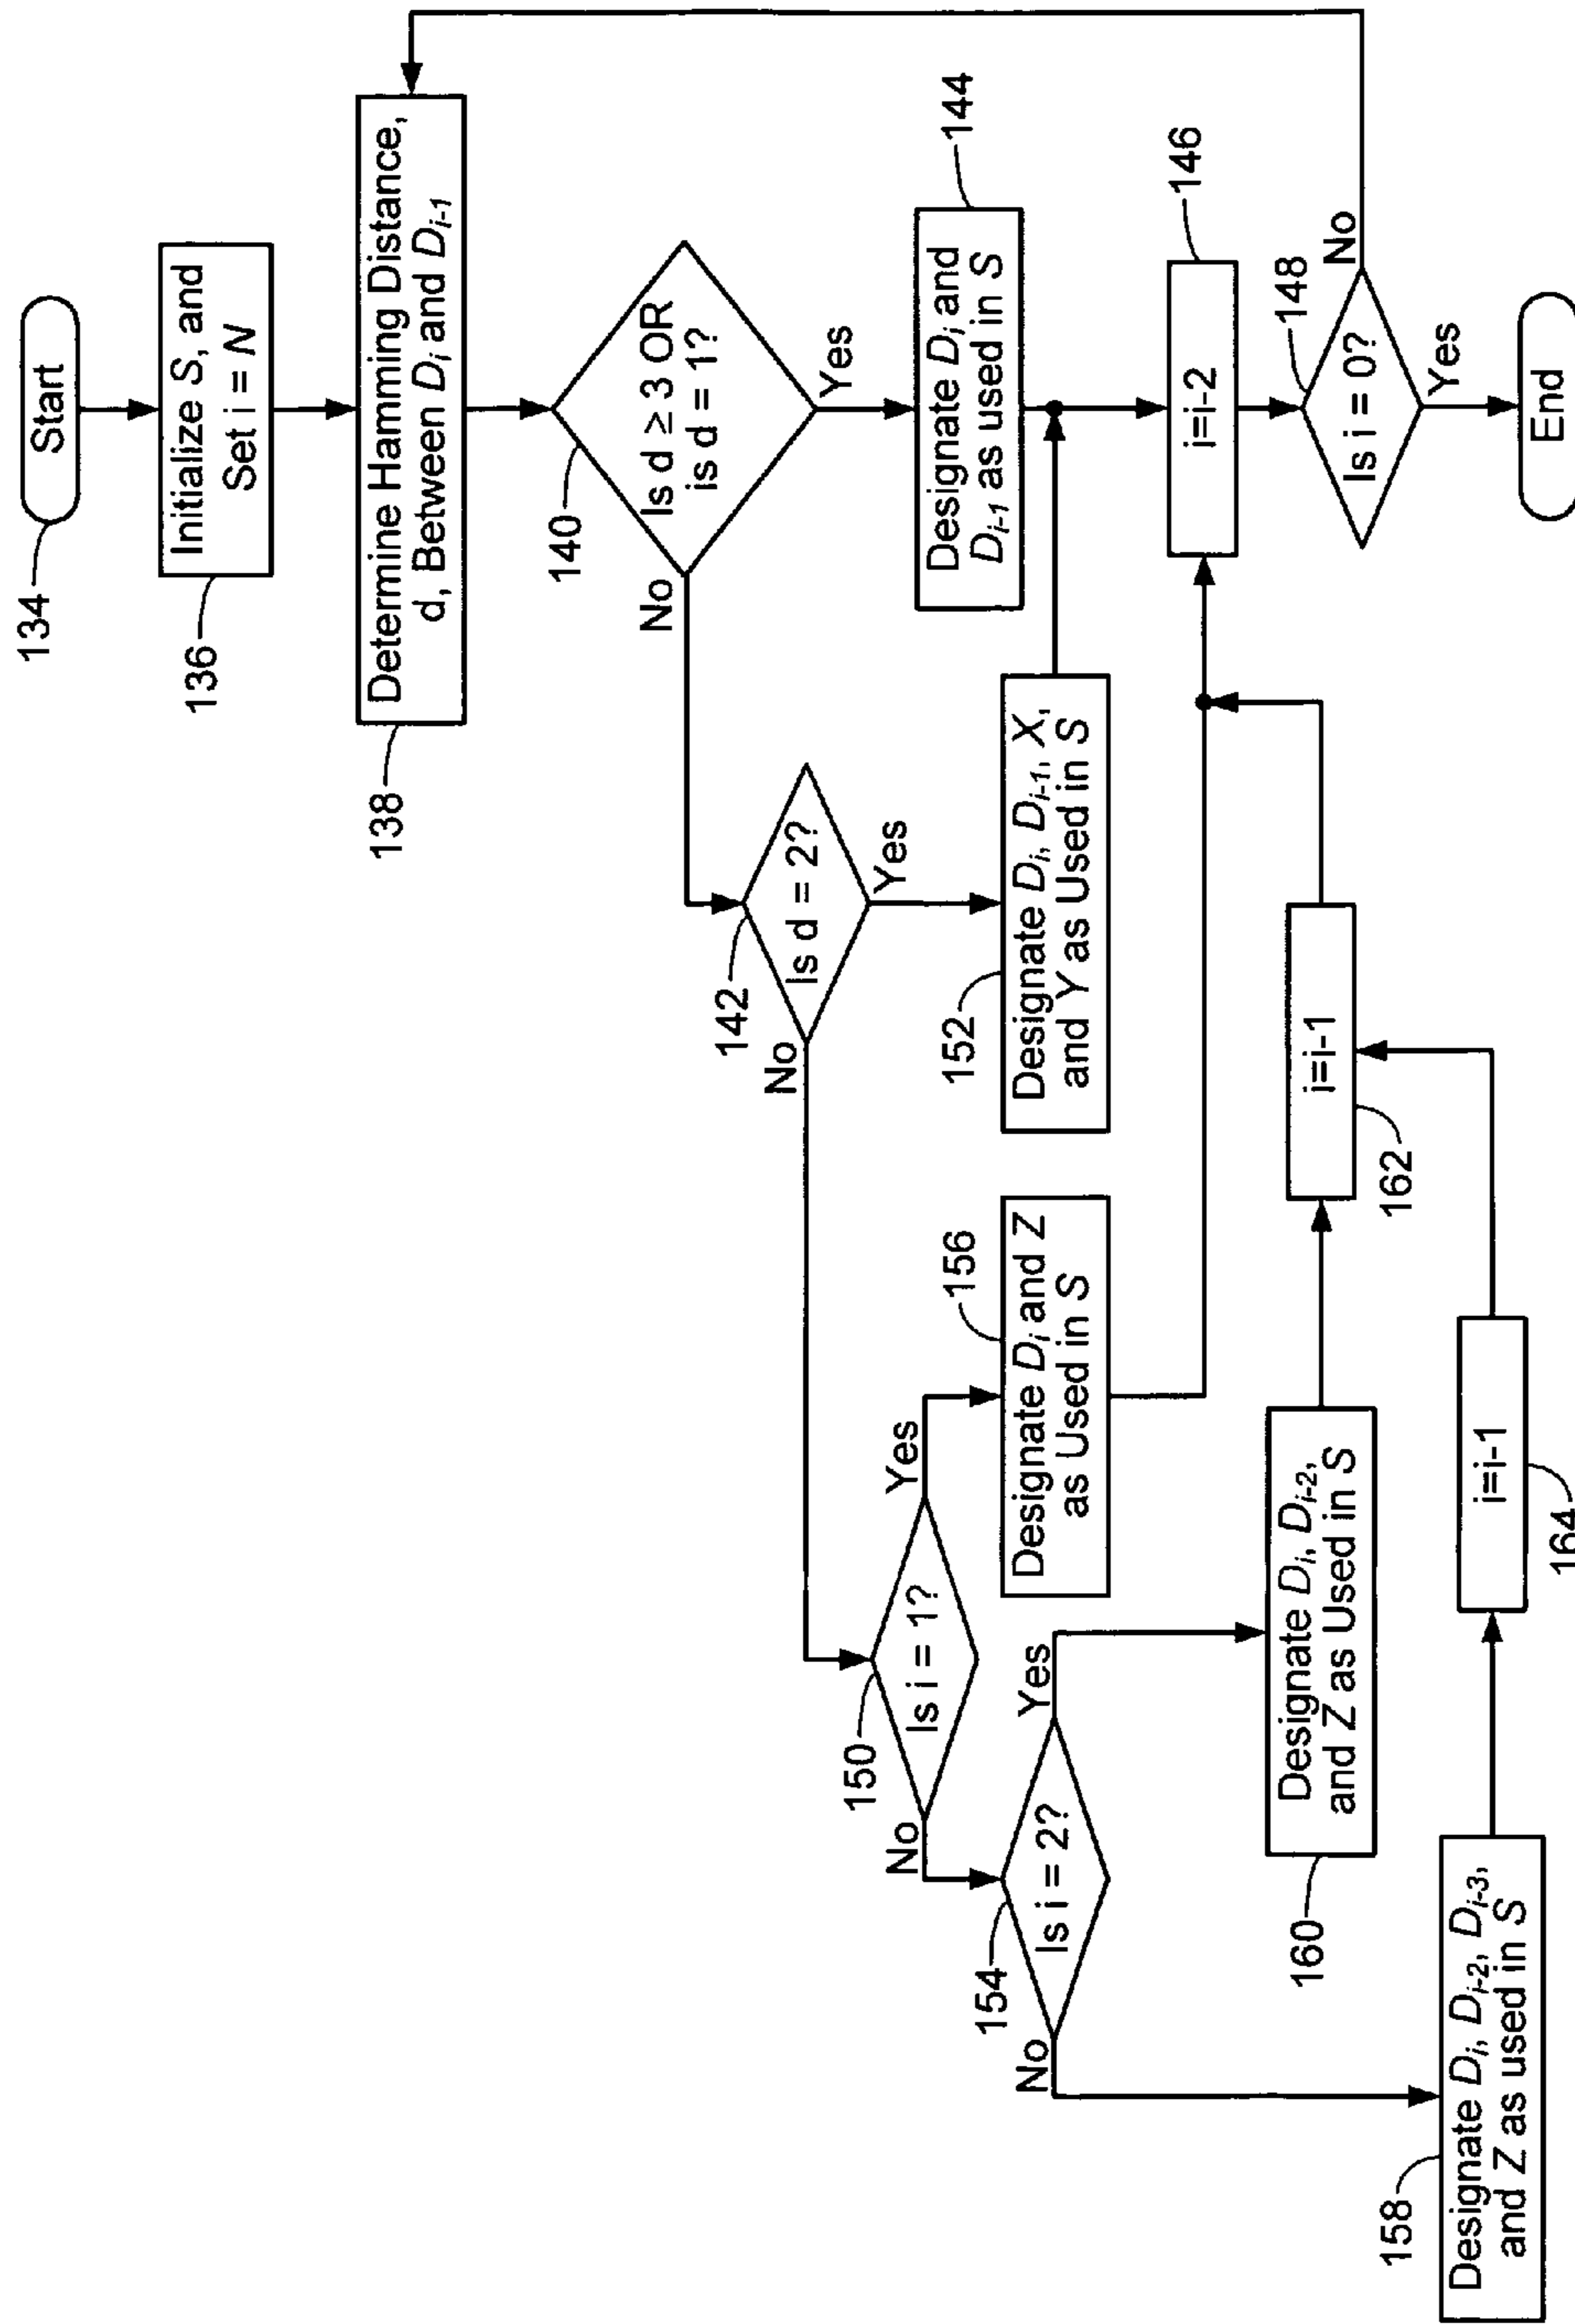 Start
134
Initialize S, and
Set i = N
136
Determine Hamming Distance,
d, Between Di and Di-1
138
Is d ≥ 3 OR
is d = 1?
140
No
Yes
Is d = 2?
142
No
Yes
Designate Di and
Di-1 as used in S
144
i=i-2
146
Is i = 0?
148
No
Yes
End
Designate Di, Di-1, X,
and Y as Used in S
152
Is i = 1?
150
No
Yes
Designate Di and Z
as Used in S
156
Is i = 2?
154
No
Yes
Designate Di, Di-2,
and Z as Used in S
160
i=i-1
162
Designate Di, Di-2, Di-3,
and Z as used in S
158
i=i-1
164